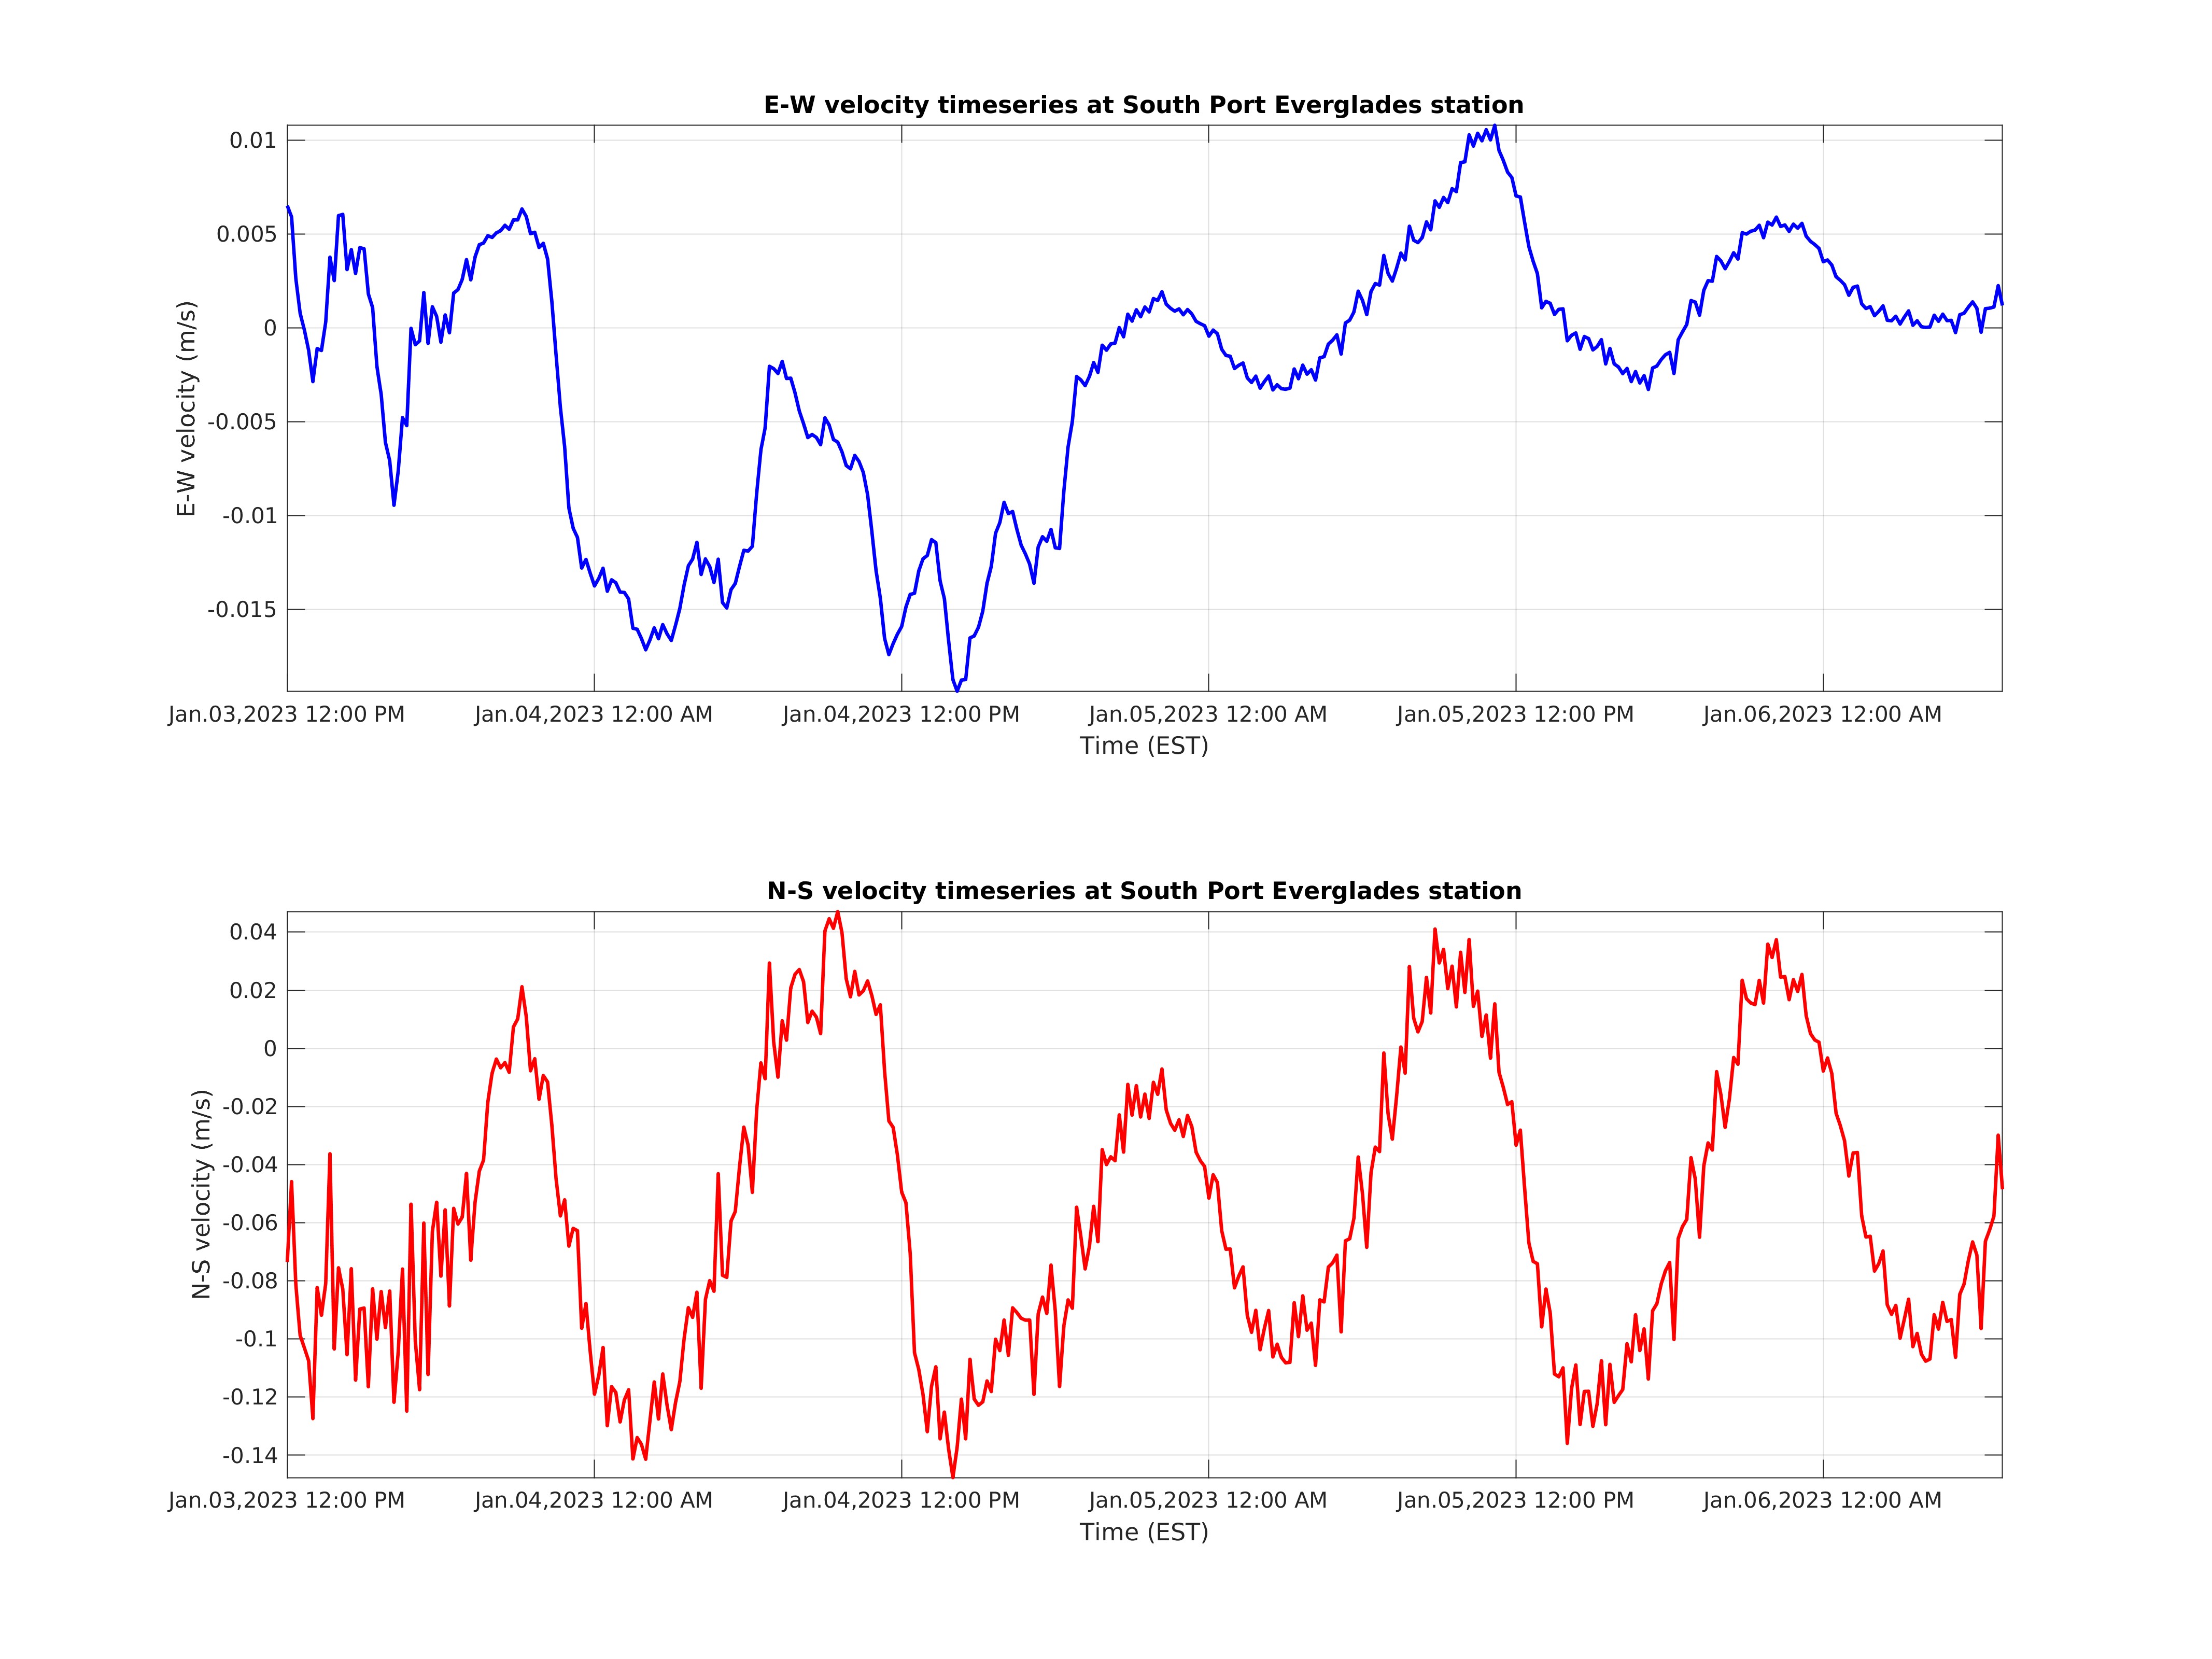 E-W velocity timeseries at South Port Everglades station
0.01
0.005
0
-0.005
-0.01
-0.015
E-W velocity (m/s)
Jan.03,2023 12:00 PM Jan.04,2023 12:00 AM Jan.04,2023 12:00 PM Jan.05,2023 12:00 AM Jan.05,2023 12:00 PM Jan.06,2023 12:00 AM
Time (EST)
N-S velocity timeseries at South Port Everglades station
0.04
0.02
0
-0.02
-0.04
-0.06
-0.08
-0.1
-0.12
-0.14
N-S velocity (m/s)
Jan.03,2023 12:00 PM Jan.04,2023 12:00 AM Jan.04,2023 12:00 PM Jan.05,2023 12:00 AM Jan.05,2023 12:00 PM Jan.06,2023 12:00 AM
Time (EST)